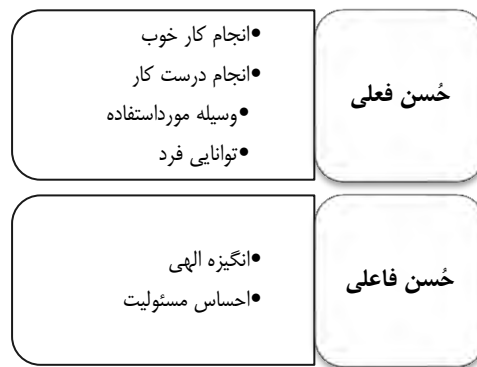 حُسن فعلی
•انجام کار خوب
•انجام درست کار
•وسیله مورداستفاده
•توانایی فرد
حُسن فاعلی
•انگیزه الهی
•احساس مسئولیت